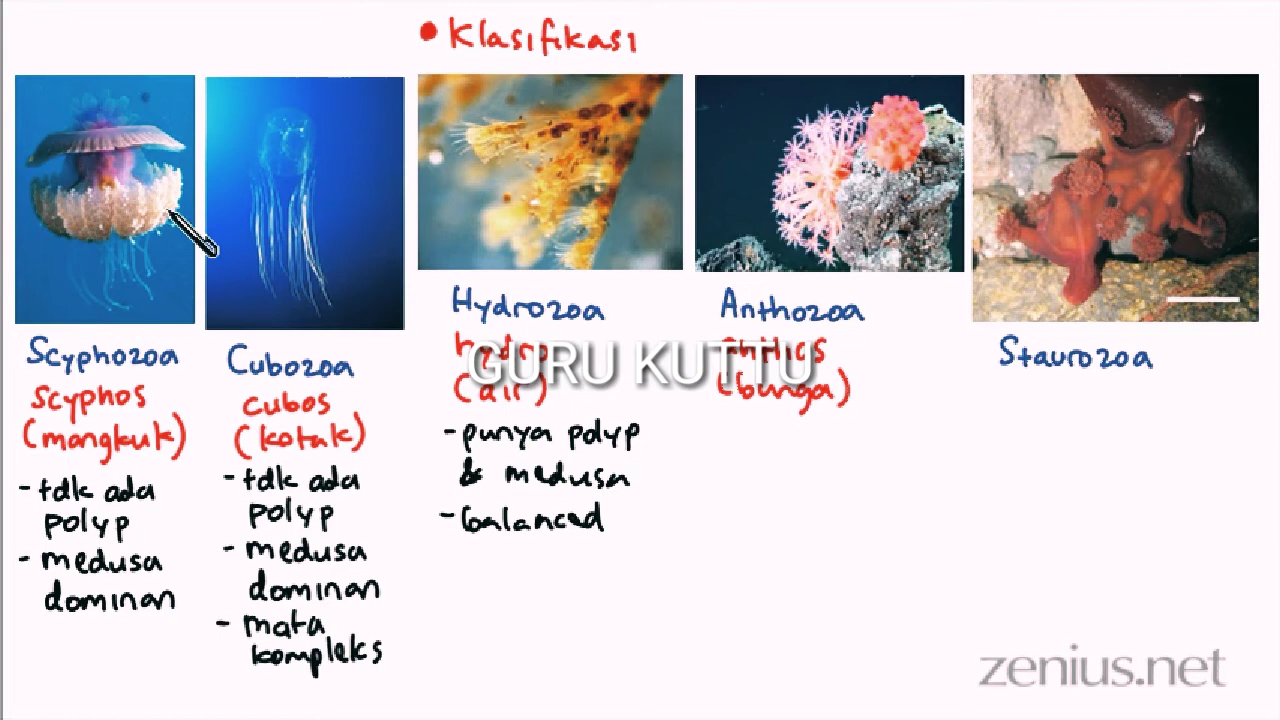 • Klasifikasi
Scyphozoa
scyphos
(mangkuk)
- tdk ada
polyp
- medusa
dominan
Cubozoa
cubos
(kotak)
- tdk ada
polyp
- medusa
dominan
- mata
kompleks
Hydrozoa
hydro
(air)
- punya polyp
& medusa
- balanced
Anthozoa
(bunga)
Staurozoa
GURU KUTTU
zenius.net